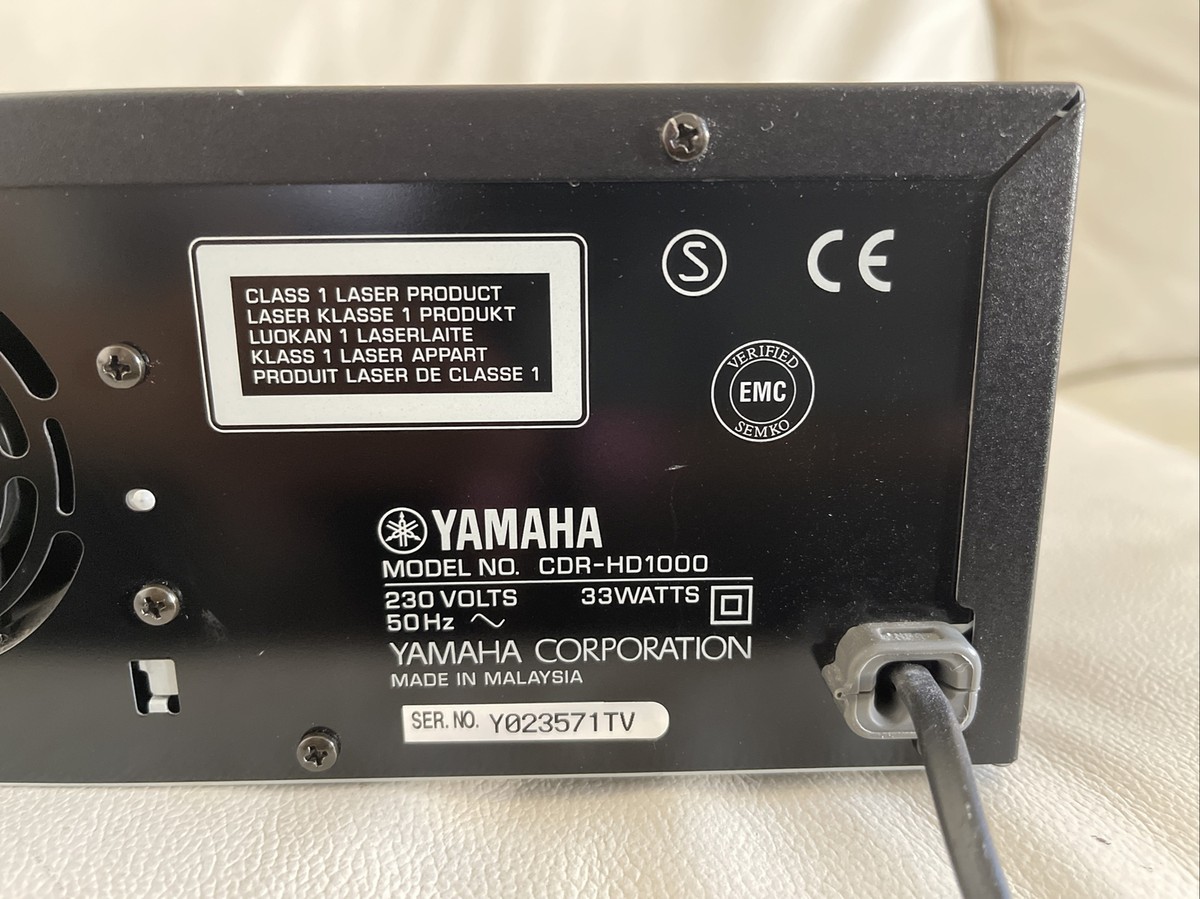 CLASS 1 LASER PRODUCT
LASER KLASSE 1 PRODUKT
LUOKAN 1 LASERLAITE
KLASS 1 LASER APPART
PRODUIT LASER DE CLASSE 1
S
CE
VERIFIED
EMC
SEMKO
YAMAHA
MODEL NO. CDR-HD1000
230 VOLTS 33WATTS
50Hz ~
YAMAHA CORPORATION
MADE IN MALAYSIA
SER. NO. Y023571TV